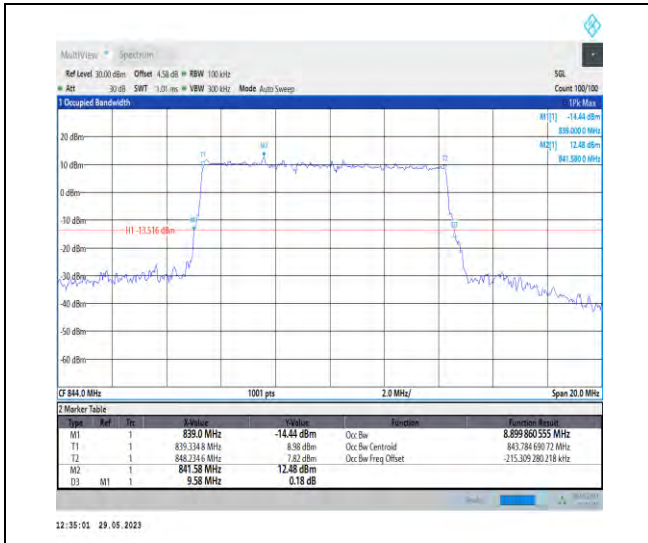 MultiView Spectrum
Ref Level 30.00 dBm Offset 4.58 dB RBW 100 kHz SGL
Att 30 dB SWT 1.01 ms VBW 300 kHz Mode Auto Sweep Count 100/100
1 Occupied Bandwidth 1Pk Max
M1[1] -14.44 dBm
839.000 0 MHz
M2[1] 12.48 dBm
841.580 0 MHz
20 dBm
T1 M2 T2
10 dBm
0 dBm
-10 dBm
H1 -13.516 dBm
-20 dBm
-30 dBm
-40 dBm
-50 dBm
-60 dBm
CF 844.0 MHz 1001 pts 2.0 MHz/ Span 20.0 MHz
2 Marker Table
Type Ref Trc X-Value Y-Value Function Function Result
M1 1 839.0 MHz -14.44 dBm Occ Bw 8.899 860 555 MHz
T1 1 839.334 8 MHz 8.98 dBm Occ Bw Centroid 843.784 690 72 MHz
T2 1 848.234 6 MHz 7.82 dBm Occ Bw Freq Offset -215.309 280 218 kHz
M2 1 841.58 MHz 12.48 dBm
D3 M1 1 9.58 MHz 0.18 dB
12:35:01 29.05.2023